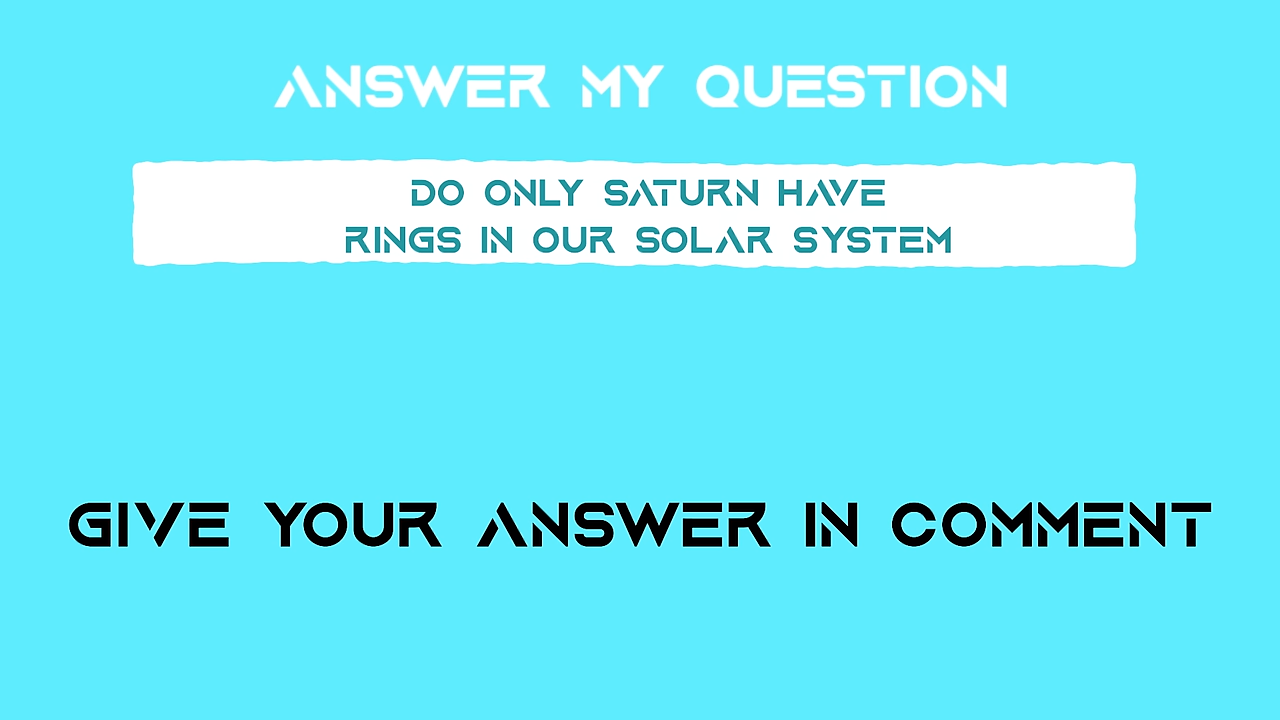 ANSWER MY QUESTION
DO ONLY SATURN HAVE
RINGS IN OUR SOLAR SYSTEM
GIVE YOUR ANSWER IN COMMENT